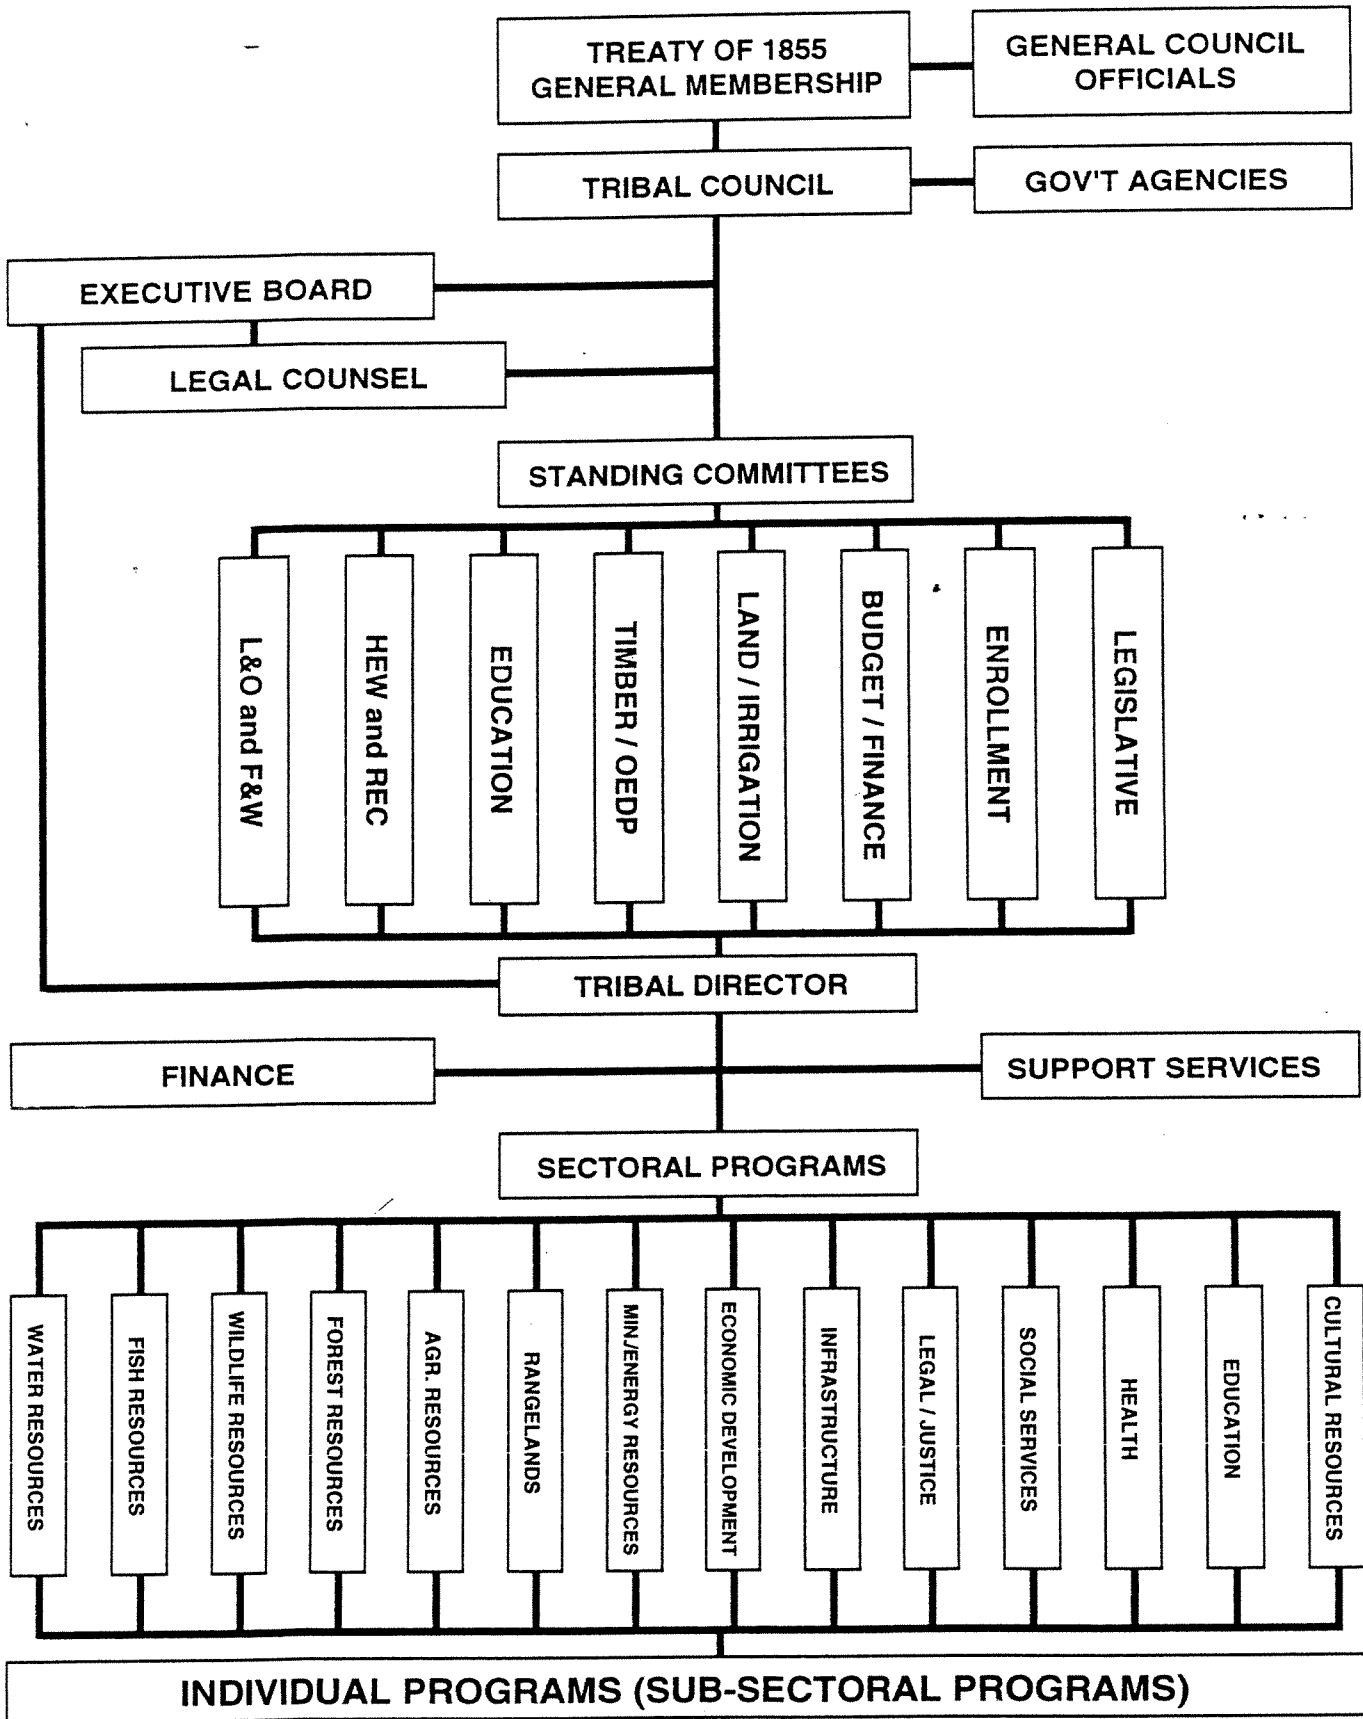 TREATY OF 1855
GENERAL MEMBERSHIP
GENERAL COUNCIL
OFFICIALS
TRIBAL COUNCIL
GOV'T AGENCIES
EXECUTIVE BOARD
LEGAL COUNSEL
STANDING COMMITTEES
L&O and F&W
HEW and REC
EDUCATION
TIMBER / OEDP
LAND / IRRIGATION
BUDGET / FINANCE
ENROLLMENT
LEGISLATIVE
TRIBAL DIRECTOR
FINANCE
SUPPORT SERVICES
SECTORAL PROGRAMS
WATER RESOURCES
FISH RESOURCES
WILDLIFE RESOURCES
FOREST RESOURCES
AGR. RESOURCES
RANGELANDS
MIN./ENERGY RESOURCES
ECONOMIC DEVELOPMENT
INFRASTRUCTURE
LEGAL / JUSTICE
SOCIAL SERVICES
HEALTH
EDUCATION
CULTURAL RESOURCES
INDIVIDUAL PROGRAMS (SUB-SECTORAL PROGRAMS)